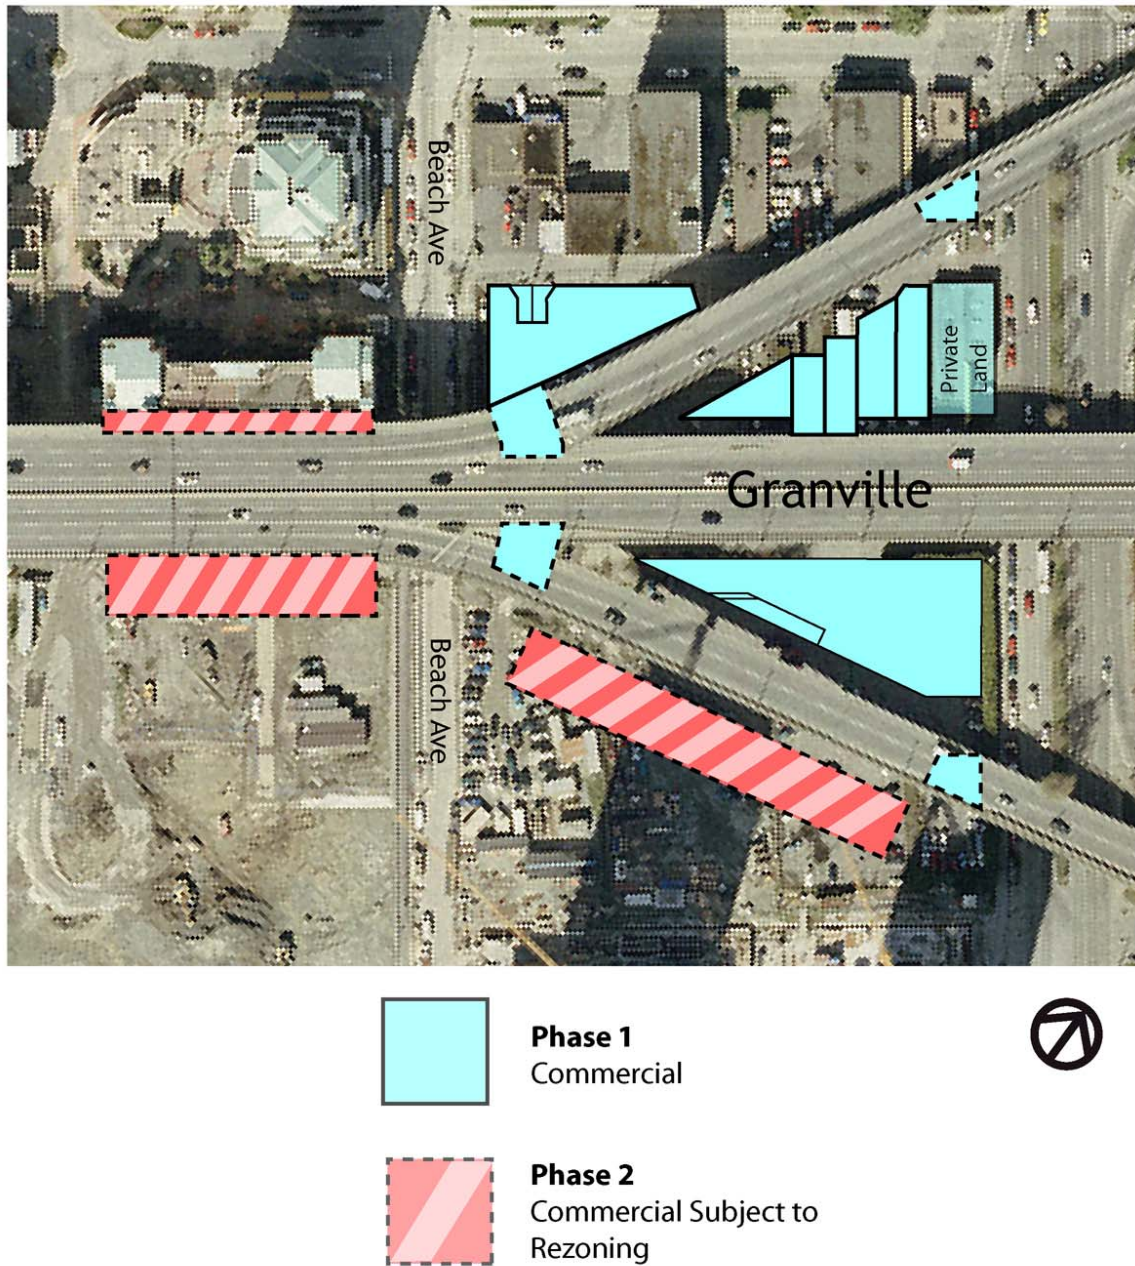 Beach Ave
Private
Land
Granville
Beach Ave
Phase 1
Commercial
Phase 2
Commercial Subject to
Rezoning